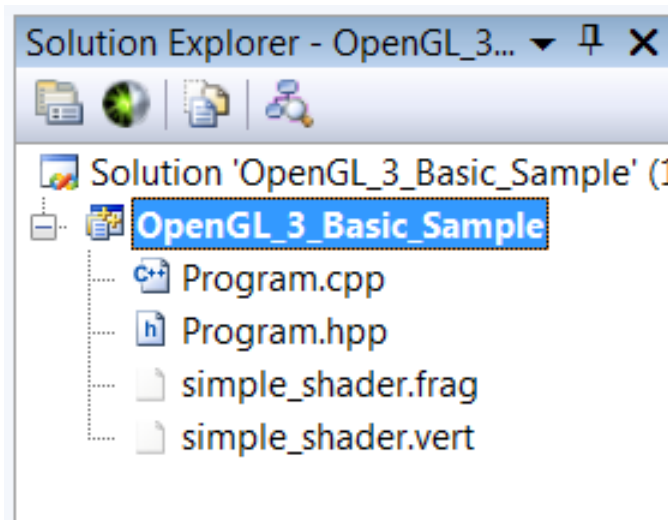 Solution Explorer - OpenGL_3...
Solution 'OpenGL_3_Basic_Sample' (1
OpenGL_3_Basic_Sample
C++ Program.cpp
h Program.hpp
simple_shader.frag
simple_shader.vert